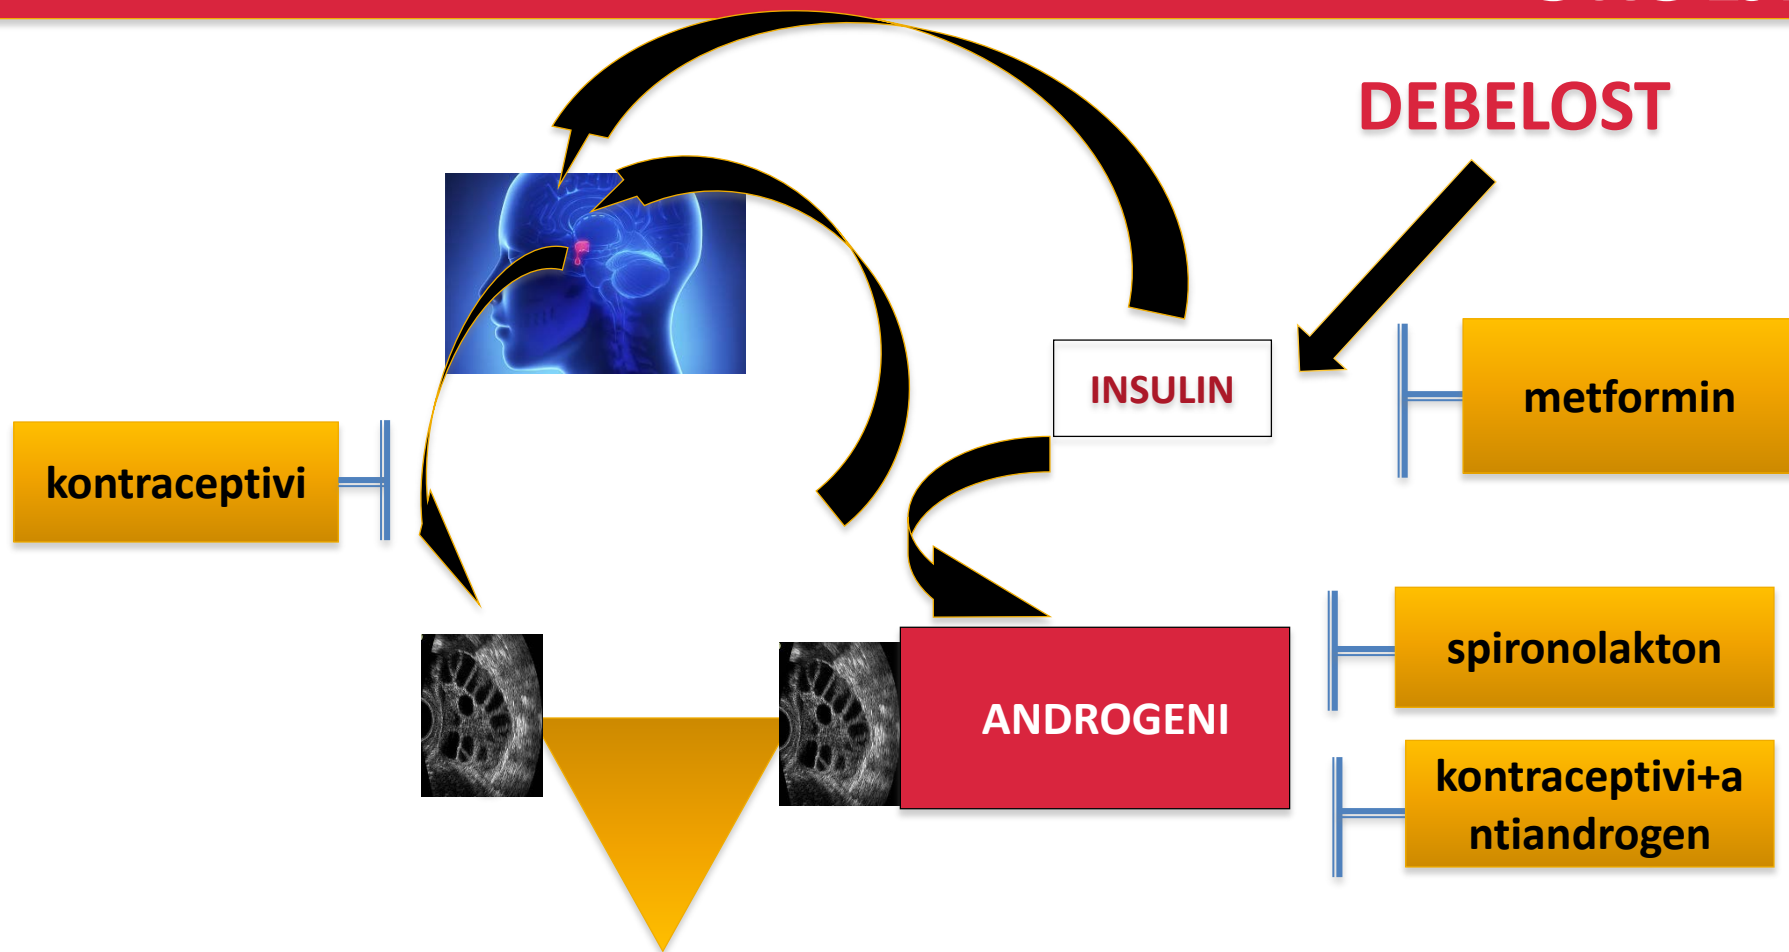 DEBELOST
INSULIN
metformin
kontraceptivi
spironolakton
ANDROGENI
kontraceptivi+a
ntiandrogen